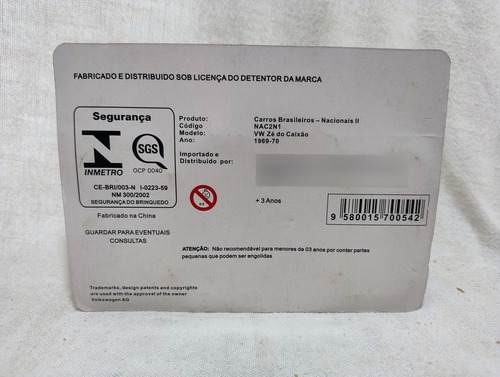 FABRICADO E DISTRIBUIDO SOB LICENÇA DO DETENTOR DA MARCA
Segurança
INMETRO
SGS
OCP 0040
CE-BRI/003-N I-0223-59
NM 300/2002
SEGURANÇA DO BRINQUEDO
Fabricado na China
GUARDAR PARA EVENTUAIS
CONSULTAS
Produto: Carros Brasileiros – Nacionais II
Código NAC2N1
Modelo: VW Zé do Caixão
Ano: 1969-70
Importado e
Distribuido por:
+ 3 Anos
9 580015 700542
ATENÇÃO: Não recomendável para menores de 03 anos por conter partes
pequenas que podem ser engolidas
Trademarks, design patents and copyrights
are used with the approval of the owner
Volkswagen AG